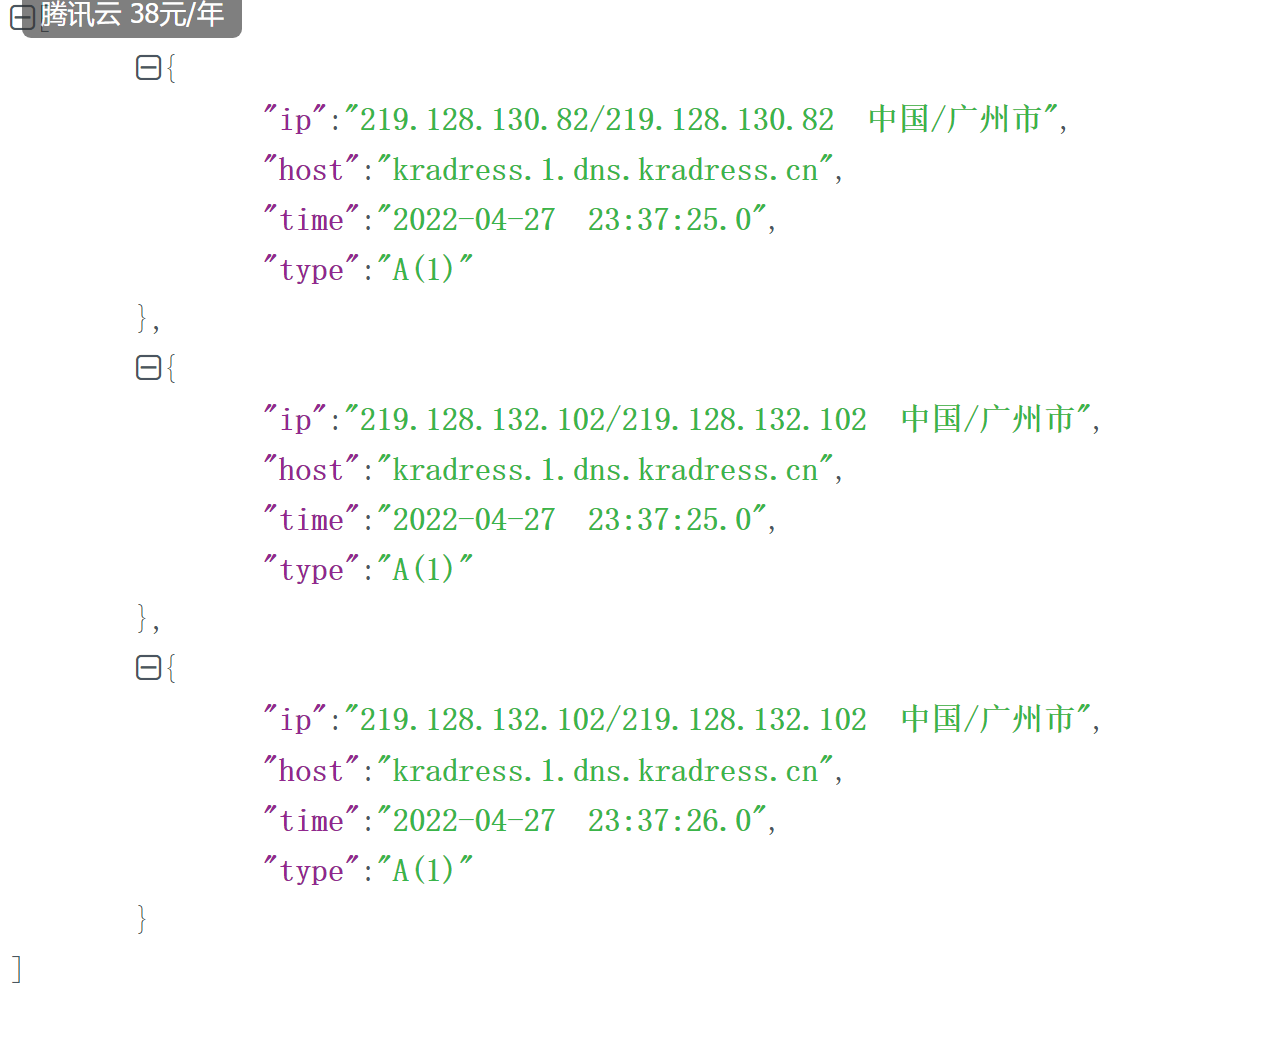 腾讯云 38元/年
[
{
"ip":"219.128.130.82/219.128.130.82  中国/广州市",
"host":"kradress.1.dns.kradress.cn",
"time":"2022-04-27  23:37:25.0",
"type":"A(1)"
},
{
"ip":"219.128.132.102/219.128.132.102  中国/广州市",
"host":"kradress.1.dns.kradress.cn",
"time":"2022-04-27  23:37:25.0",
"type":"A(1)"
},
{
"ip":"219.128.132.102/219.128.132.102  中国/广州市",
"host":"kradress.1.dns.kradress.cn",
"time":"2022-04-27  23:37:26.0",
"type":"A(1)"
}
]